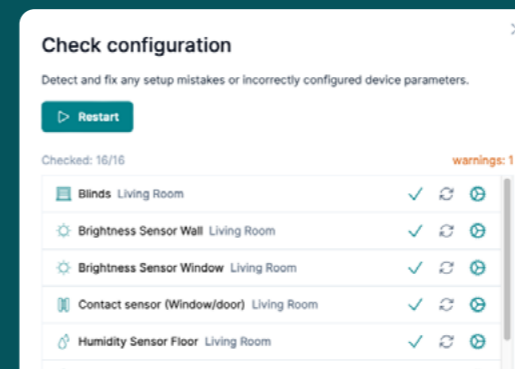 Check configuration
Detect and fix any setup mistakes or incorrectly configured device parameters.
Restart
Checked: 16/16 warnings: 1
Blinds Living Room
Brightness Sensor Wall Living Room
Brightness Sensor Window Living Room
Contact sensor (Window/door) Living Room
Humidity Sensor Floor Living Room